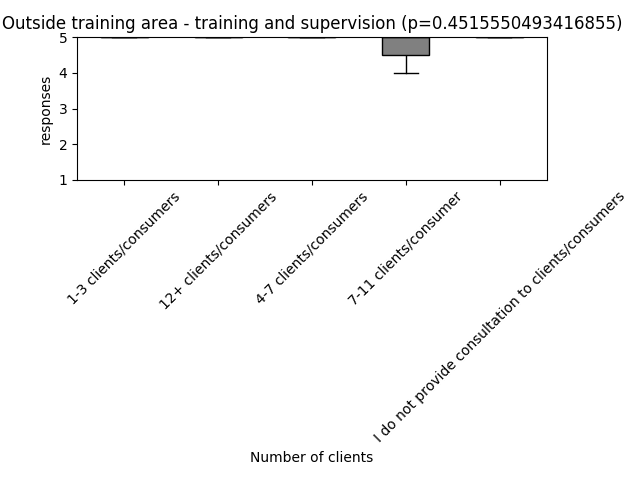 Outside training area - training and supervision (p=0.4515550493416855)
5
4
3
2
1
responses
1-3 clients/consumers
12+ clients/consumers
4-7 clients/consumers
7-11 clients/consumer
I do not provide consultation to clients/consumers
Number of clients